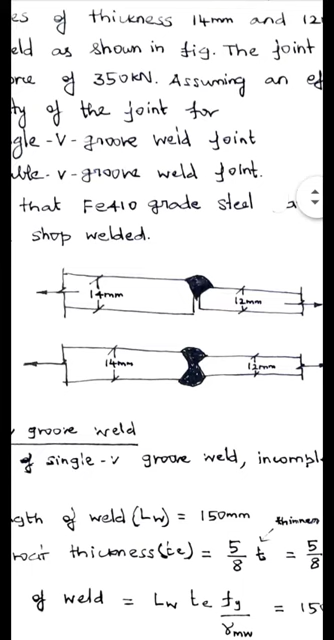 es of thickness 14mm and 12
eld as shown in fig. The joint
of 350KN. Assuming an ef
ty of the joint for
gle-V-groove weld joint
ble-v-groove weld joint.
that Fe410 grade steel a
shop welded.
14mm
12mm
14mm
12mm
groove weld
of single-v groove weld, incompl
gth of weld (Lw) = 150mm
thinner
roat thickness (te) = 5/8 t = 5/8
of weld = Lw te fy/γmw = 15